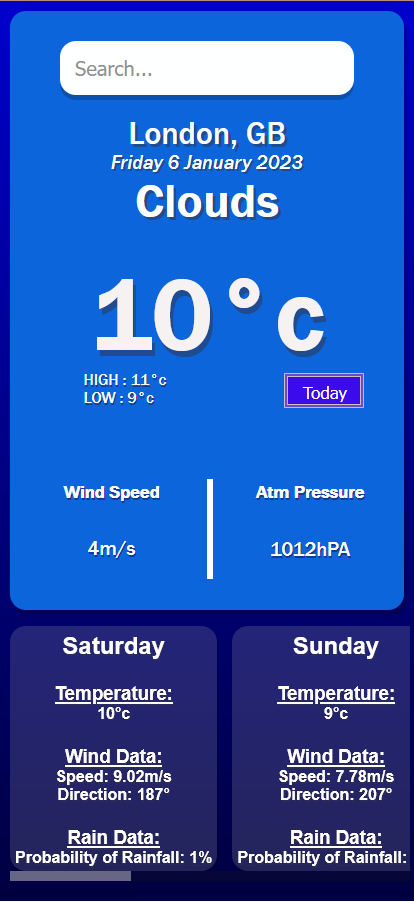 Search...
London, GB
Friday 6 January 2023
Clouds
10°c
HIGH : 11°c
LOW : 9°c
Today
Wind Speed
Atm Pressure
4m/s
1012hPA
Saturday
Temperature:
10°c
Wind Data:
Speed: 9.02m/s
Direction: 187°
Rain Data:
Probability of Rainfall: 1%
Sunday
Temperature:
9°c
Wind Data:
Speed: 7.78m/s
Direction: 207°
Rain Data:
Probability of Rainfall: